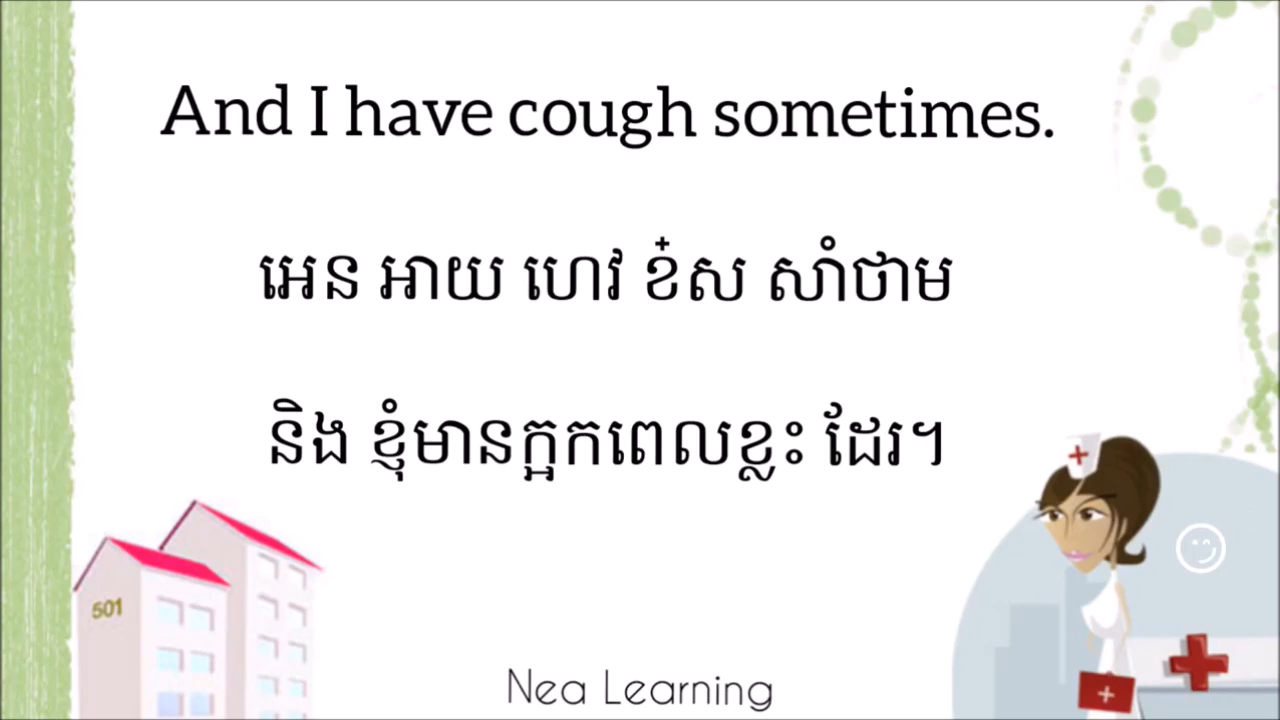 And I have cough sometimes.
អេន អាយ ហេវ ខ៎ស សាំថាម
និង ខ្ញុំមានក្អកពេលខ្លះ ដែរ។
501
Nea Learning